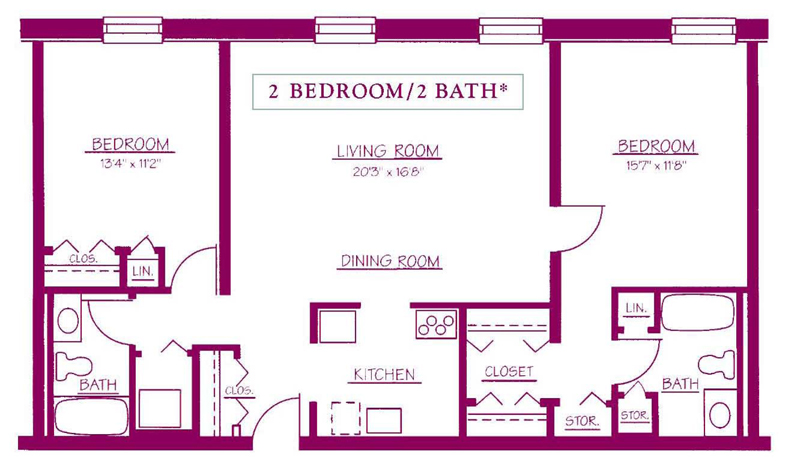 2 BEDROOM/2 BATH*
BEDROOM
13'4" x 11'2"
LIVING ROOM
20'3" x 16'8"
BEDROOM
15'7" x 11'8"
CLOS.
LIN.
DINING ROOM
LIN.
BATH
CLOS.
KITCHEN
CLOSET
BATH
STOR.
STOR.